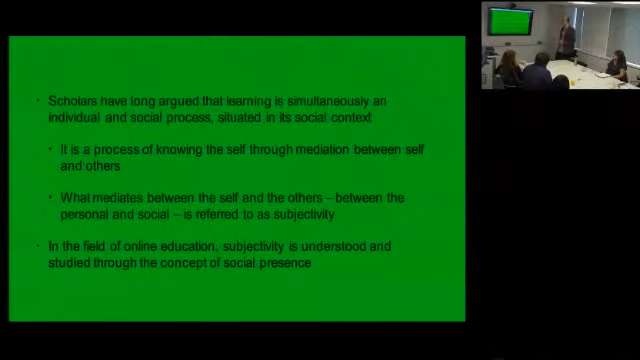 Scholars have long argued that learning is simultaneously an
individual and social process, situated in its social context
It is a process of knowing the self through mediation between self
and others
What mediates between the self and the others – between the
personal and social – is referred to as subjectivity
In the field of online education, subjectivity is understood and
studied through the concept of social presence